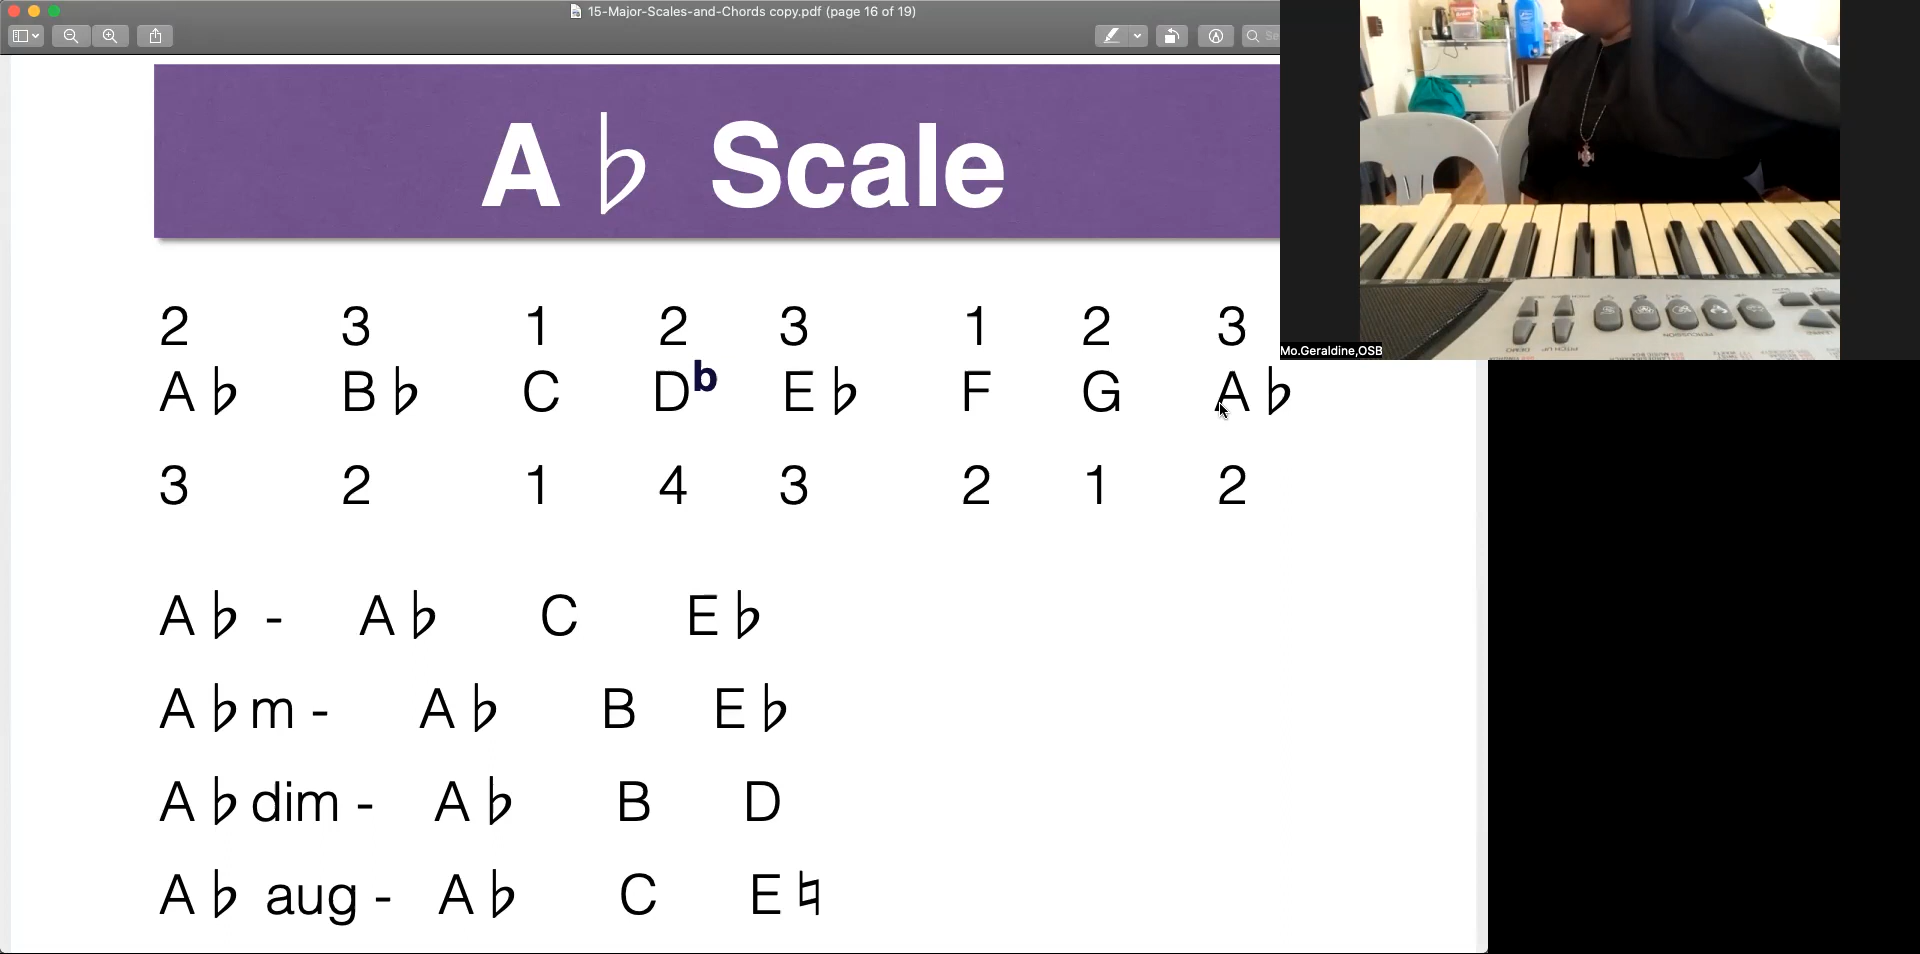 15-Major-Scales-and-Chords copy.pdf (page 16 of 19)
A♭ Scale
2 3 1 2 3 1 2 3
A♭ B♭ C Db E♭ F G A♭
3 2 1 4 3 2 1 2
A♭ - A♭ C E♭
A♭m - A♭ B E♭
A♭dim - A♭ B D
A♭ aug - A♭ C E♮
Mo.Geraldine,OSB